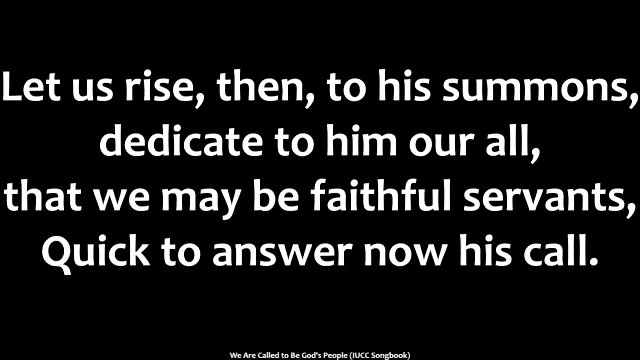 Let us rise, then, to his summons,
dedicate to him our all,
that we may be faithful servants,
Quick to answer now his call.
We Are Called to Be God's People (IUCC Songbook)